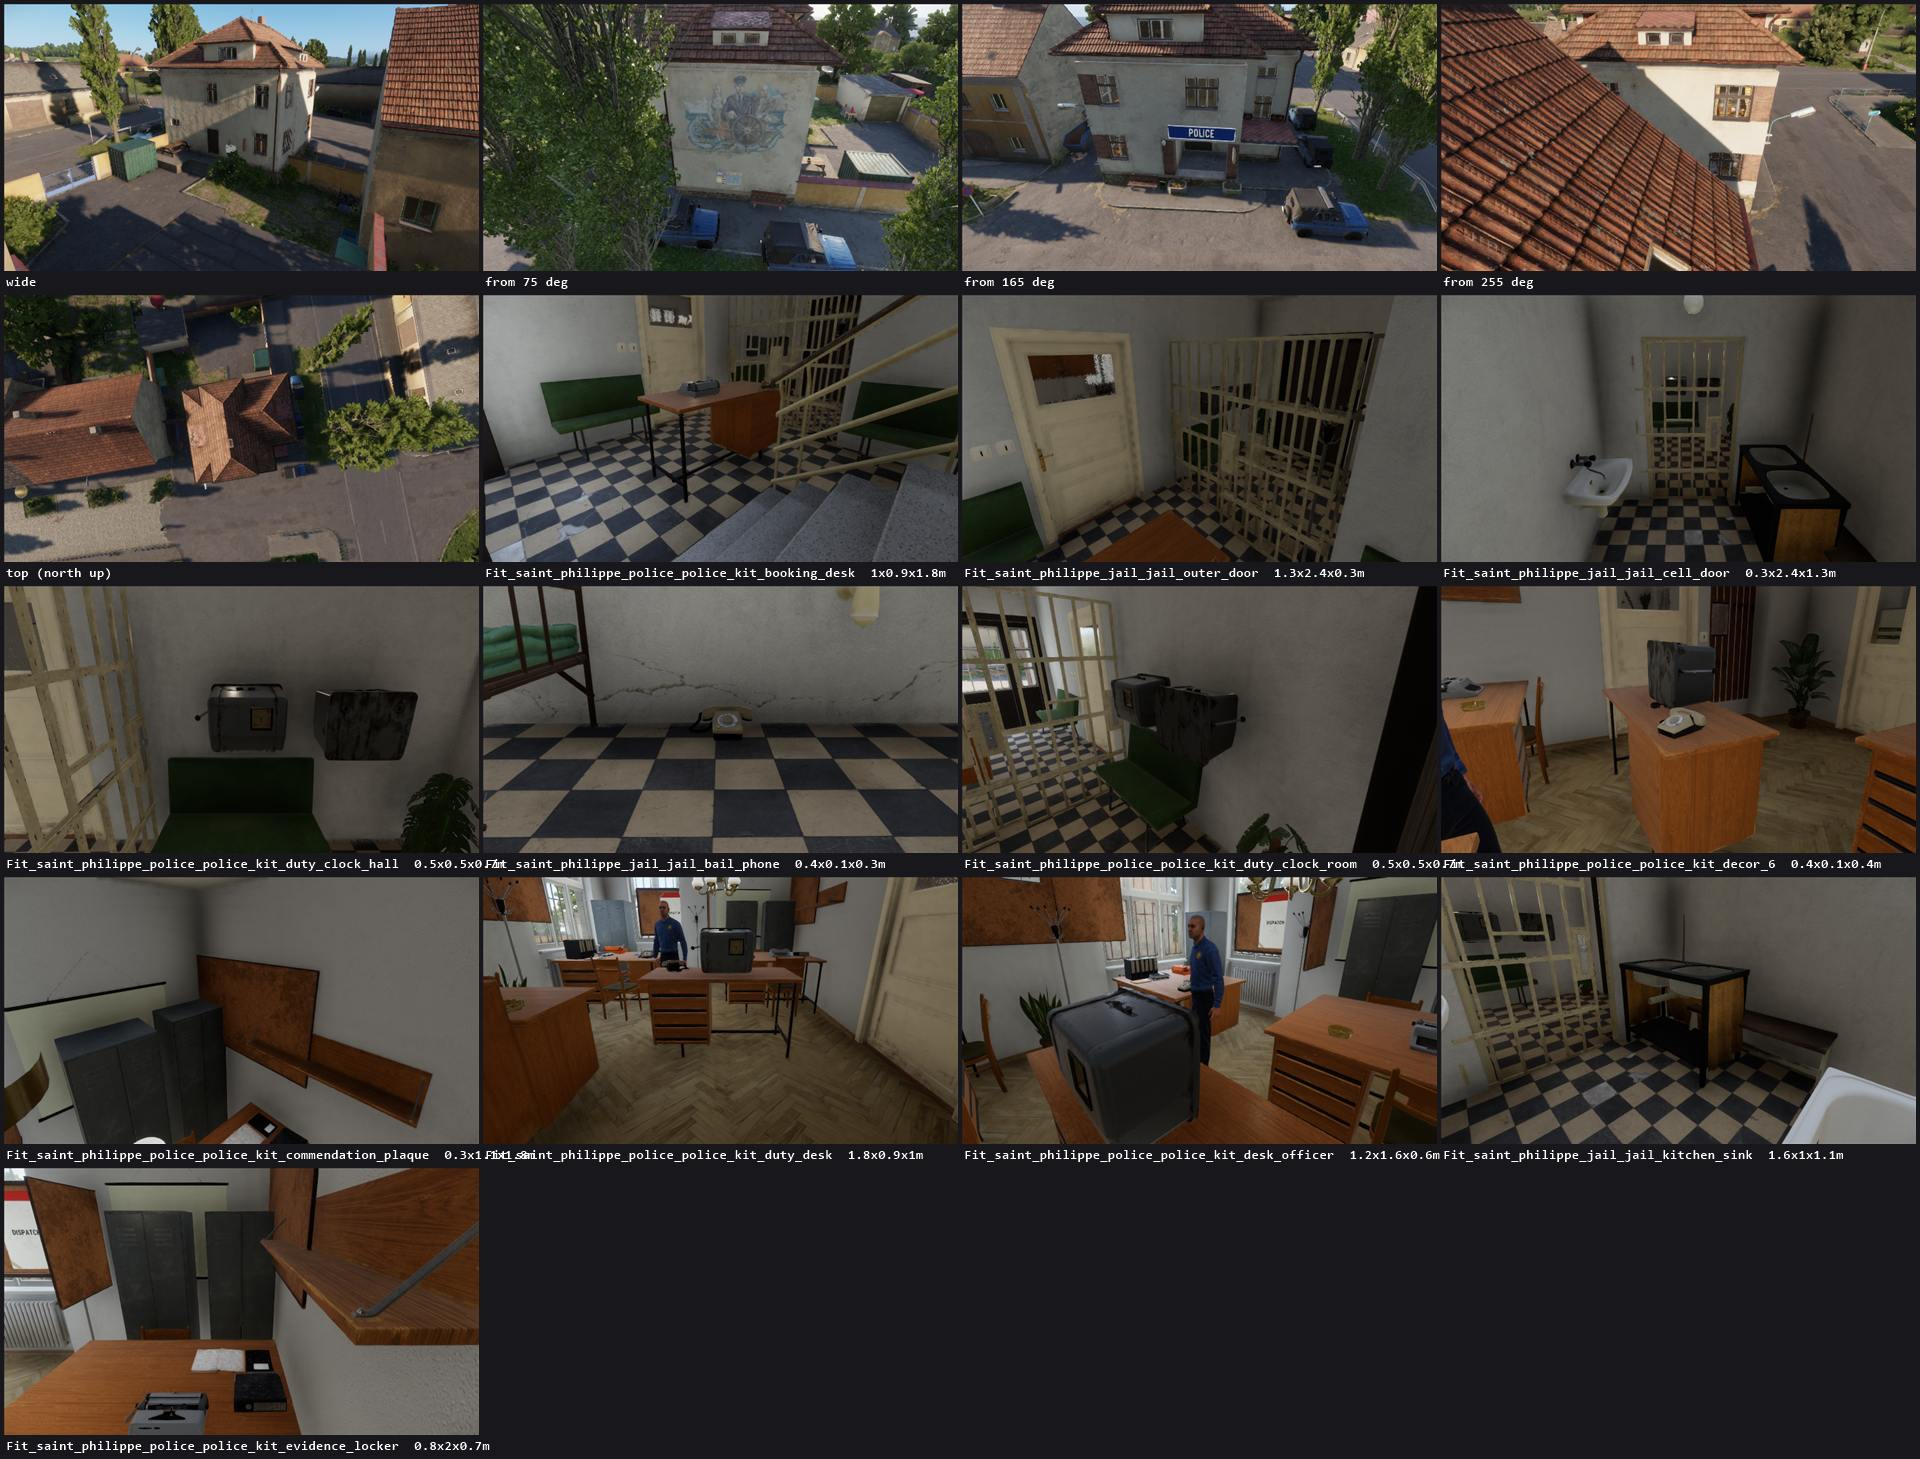 POLICE
wide
from 75 deg
from 165 deg
from 255 deg
top (north up)
Fit_saint_philippe_police_police_kit_booking_desk 1x0.9x1.8m
Fit_saint_philippe_jail_jail_outer_door 1.3x2.4x0.3m
Fit_saint_philippe_jail_jail_cell_door 0.3x2.4x1.3m
Fit_saint_philippe_police_police_kit_duty_clock_hall
Fit_saint_philippe_jail_jail_bail_phone 0.4x0.1x0.3m
Fit_saint_philippe_police_police_kit_duty_clock_room
Fit_saint_philippe_police_police_kit_decor_6 0.4x0.1x0.4m
DISPATCH
Fit_saint_philippe_police_police_kit_commendation_plaque
Fit_saint_philippe_police_police_kit_duty_desk 1.8x0.9x1m
Fit_saint_philippe_police_police_kit_desk_officer 1.2x1.6x0.6m
Fit_saint_philippe_jail_jail_kitchen_sink 1.6x1x1.1m
DISPATCH
Fit_saint_philippe_police_police_kit_evidence_locker 0.8x2x0.7m